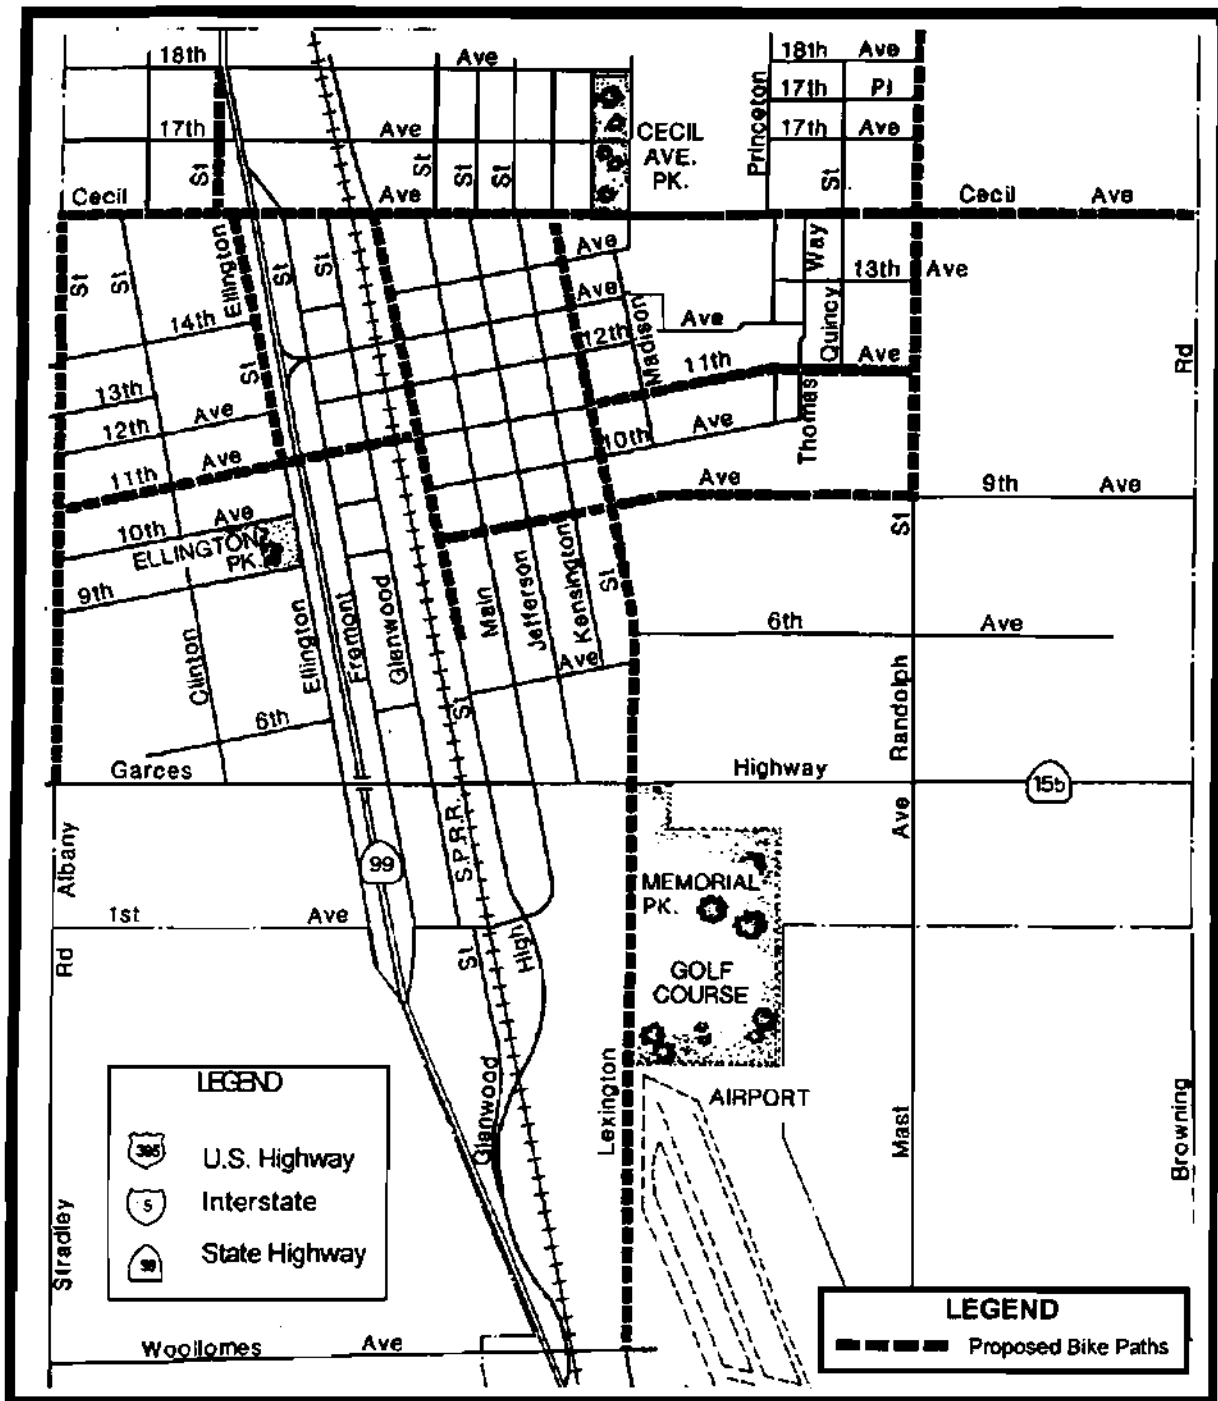 18th Ave
18th Ave
17th Pl
17th Ave
17th Ave
CECIL
AVE.
PK.
Princeton
St
St
St
St
St
Cecil Ave
Cecil Ave
Ellington
St
St
St
St
Ave
Way
13th Ave
14th
Ave
12th
Madison
Ave
Quincy
11th
Ave
Rd
St
13th
12th Ave
11th Ave
10th Ave
Thomas
10th Ave
ELLINGTON
PK.
9th
Ave
9th Ave
St
Clinton
Ellington
Fremont
Glenwood
Main
Jefferson
Kensington
St
6th Ave
Ave
6th
St
Randolph
Garces
Highway
155
S.P.R.R.
Ave
99
Albany
MEMORIAL
PK.
1st Ave
Rd
St
High
GOLF
COURSE
Glanwood
Lexington
AIRPORT
Mast
Browning
Stradley
LEGEND
395 U.S. Highway
5 Interstate
99 State Highway
LEGEND
Proposed Bike Paths
Woollomes Ave